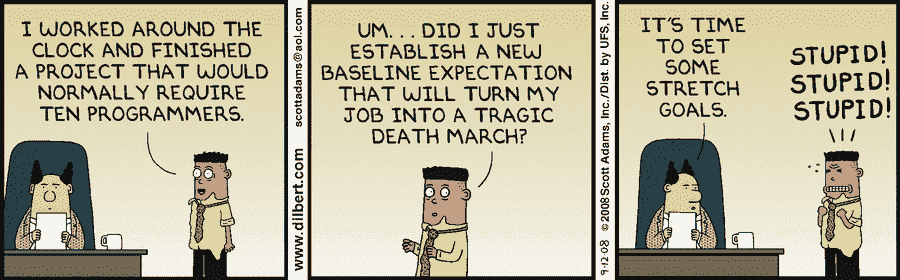 I WORKED AROUND THE
CLOCK AND FINISHED
A PROJECT THAT WOULD
NORMALLY REQUIRE
TEN PROGRAMMERS.
www.dilbert.com
scottadams@aol.com
UM... DID I JUST
ESTABLISH A NEW
BASELINE EXPECTATION
THAT WILL TURN MY
JOB INTO A TRAGIC
DEATH MARCH?
9-12-08 © 2008 Scott Adams, Inc./Dist. by UFS, Inc.
IT'S TIME
TO SET
SOME
STRETCH
GOALS.
STUPID!
STUPID!
STUPID!